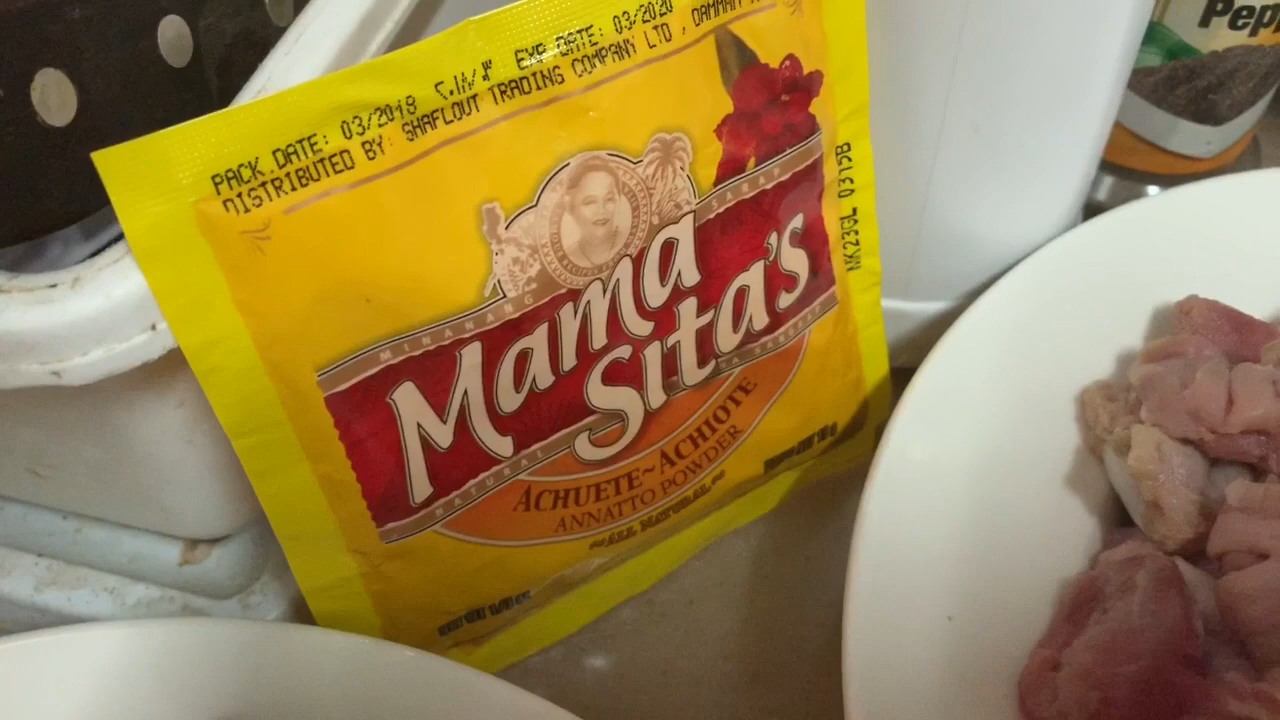 PACK.DATE: 03/2018 EXP.DATE: 03/2020
DISTRIBUTED BY: SHAFLOUT TRADING COMPANY LTD , DAMMAM
Pep
MK23GL 0315B
SARAP
MINANANG
Mama
Sita's
NATURAL
ACHUETE~ACHIOTE
ANNATTO POWDER
~ALL NATURAL~